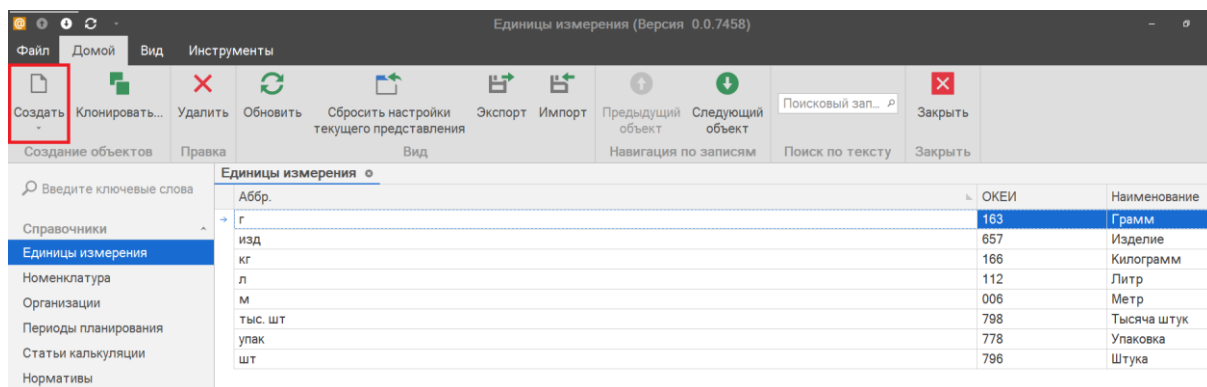 Единицы измерения (Версия 0.0.7458)
Файл Домой Вид Инструменты
Создать Клонировать... Удалить Обновить Сбросить настройки текущего представления Экспорт Импорт Предыдущий объект Следующий объект Поисковый зап... Закрыть
Создание объектов Правка Вид Навигация по записям Поиск по тексту Закрыть
Введите ключевые слова
Справочники
Единицы измерения
Номенклатура
Организации
Периоды планирования
Статьи калькуляции
Нормативы
Единицы измерения
Аббр. ОКЕИ Наименование
г 163 Грамм
изд 657 Изделие
кг 166 Килограмм
л 112 Литр
м 006 Метр
тыс. шт 798 Тысяча штук
упак 778 Упаковка
шт 796 Штука